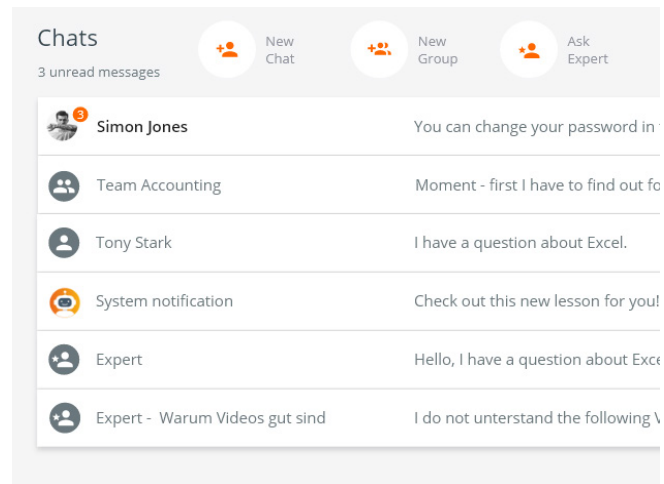 Chats
3 unread messages
New
Chat
New
Group
Ask
Expert
3
Simon Jones
You can change your password in
Team Accounting
Moment - first I have to find out fo
Tony Stark
I have a question about Excel.
System notification
Check out this new lesson for you!
Expert
Hello, I have a question about Exce
Expert - Warum Videos gut sind
I do not unterstand the following V